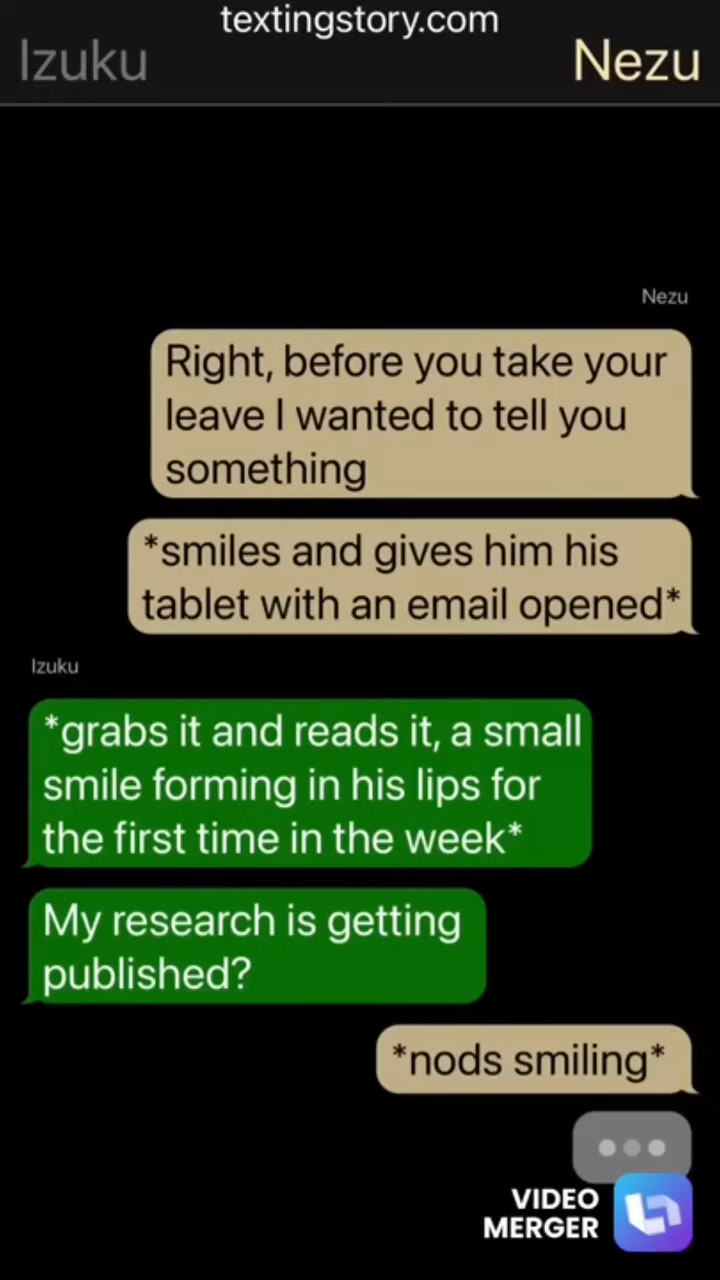 textingstory.com
Izuku
Nezu
Nezu
Right, before you take your
leave I wanted to tell you
something
*smiles and gives him his
tablet with an email opened*
Izuku
*grabs it and reads it, a small
smile forming in his lips for
the first time in the week*
My research is getting
published?
*nods smiling*
VIDEO
MERGER